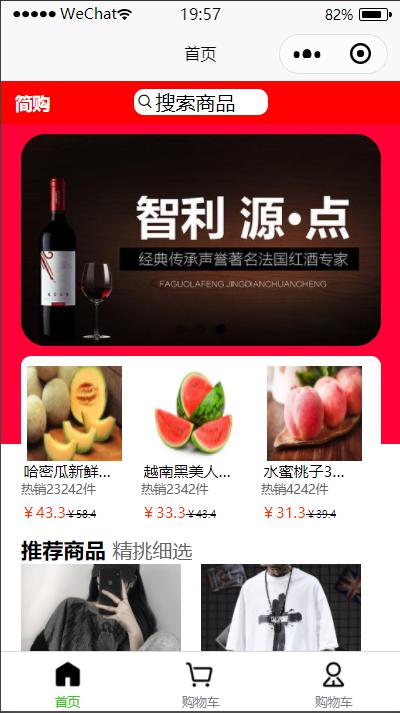 WeChat 19:57 82%
首页
简购 搜索商品
智利 源•点
经典传承声誉著名法国红酒专家
FAGUOLAFENG JINGDIANCHUANCHENG
哈密瓜新鲜... 越南黑美人... 水蜜桃子3...
热销23242件 热销2342件 热销4242件
￥43.3￥58.4 ￥33.3￥43.4 ￥31.3￥39.4
推荐商品 精挑细选
首页 购物车 购物车